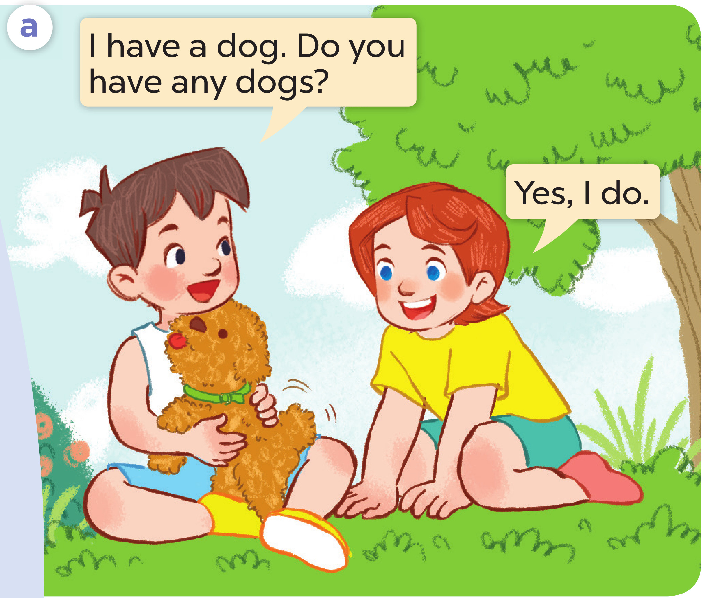 a
I have a dog. Do you
have any dogs?
Yes, I do.